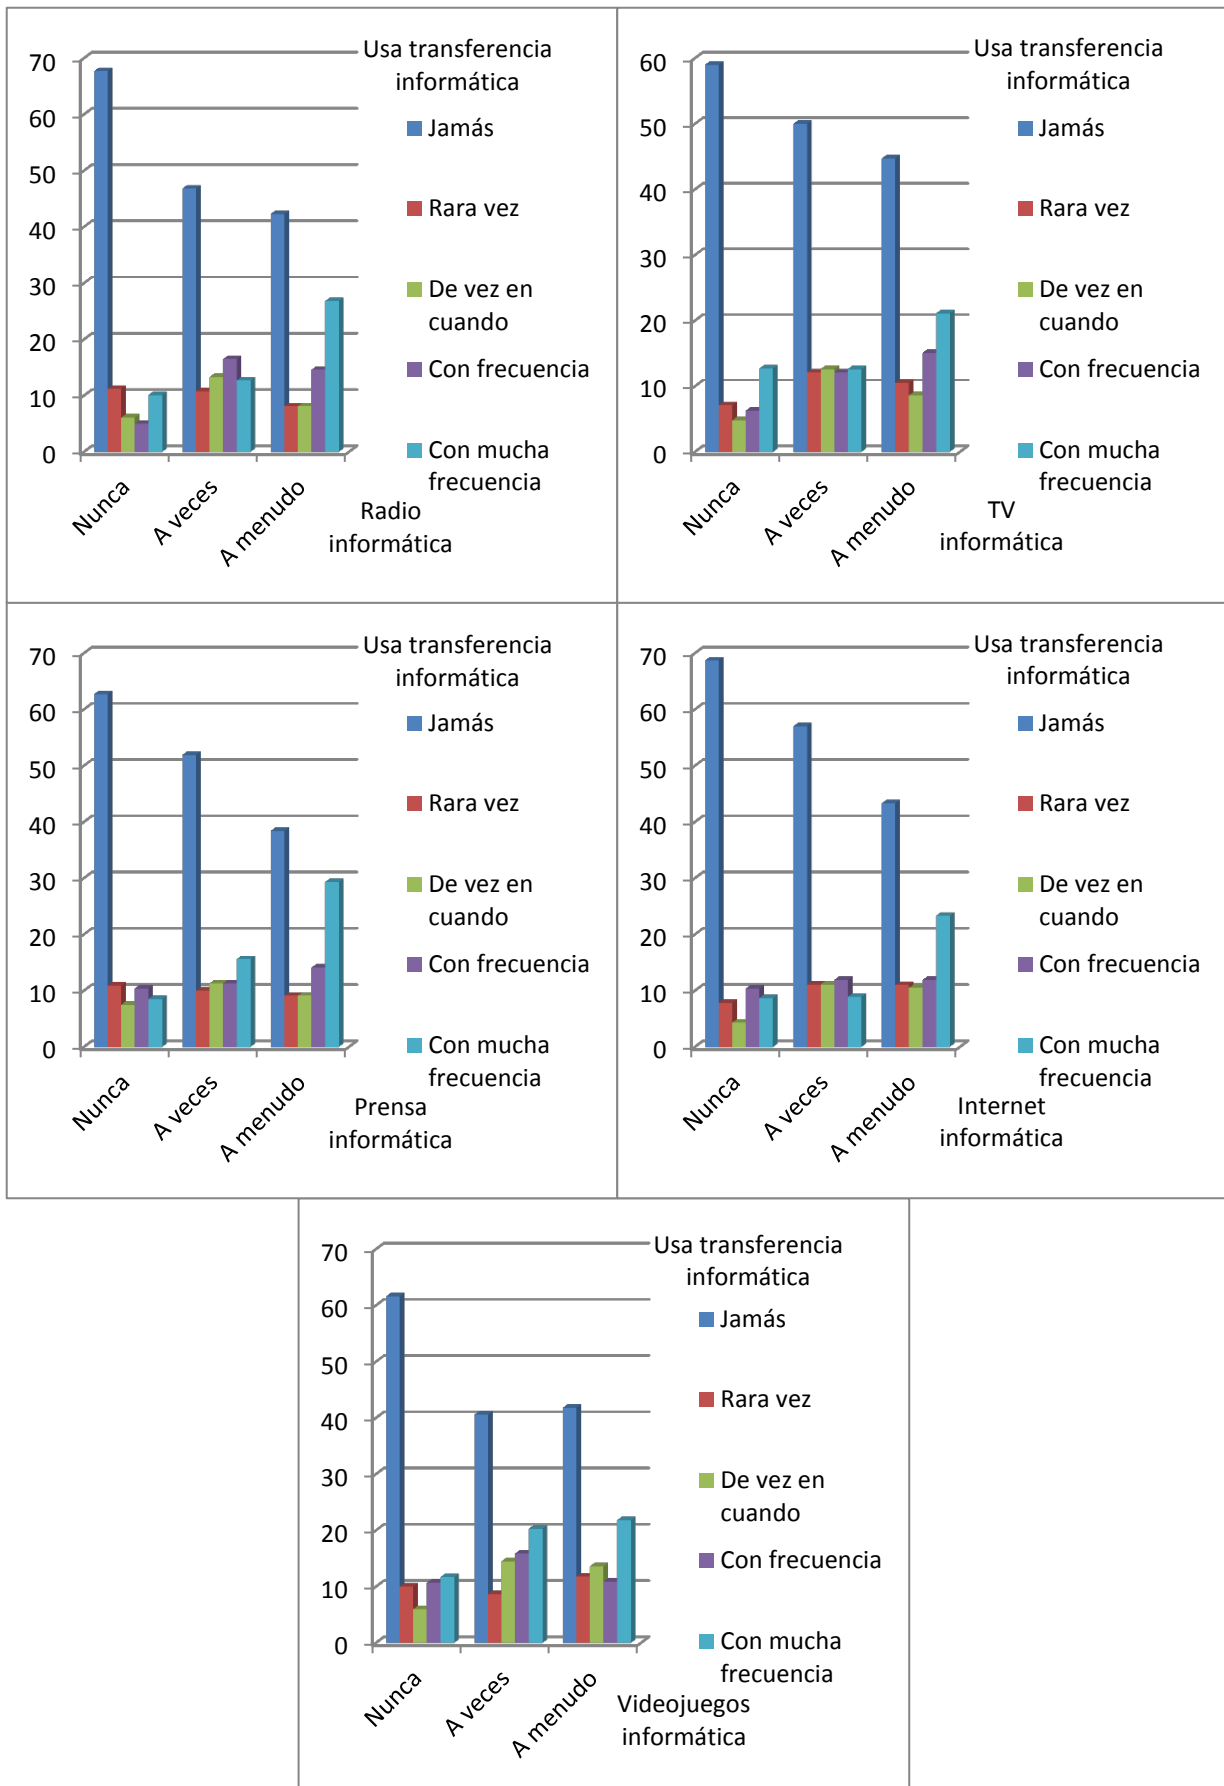 Usa transferencia
informática
70
60
50
40
30
20
10
0
Jamás
Rara vez
De vez en
cuando
Con frecuencia
Con mucha
frecuencia
Nunca
A veces
A menudo
Radio
informática
Usa transferencia
informática
60
50
40
30
20
10
0
Jamás
Rara vez
De vez en
cuando
Con frecuencia
Con mucha
frecuencia
Nunca
A veces
A menudo
TV
informática
Usa transferencia
informática
70
60
50
40
30
20
10
0
Jamás
Rara vez
De vez en
cuando
Con frecuencia
Con mucha
frecuencia
Nunca
A veces
A menudo
Prensa
informática
Usa transferencia
informática
70
60
50
40
30
20
10
0
Jamás
Rara vez
De vez en
cuando
Con frecuencia
Con mucha
frecuencia
Nunca
A veces
A menudo
Internet
informática
Usa transferencia
informática
70
60
50
40
30
20
10
0
Jamás
Rara vez
De vez en
cuando
Con frecuencia
Con mucha
frecuencia
Nunca
A veces
A menudo
Videojuegos
informática